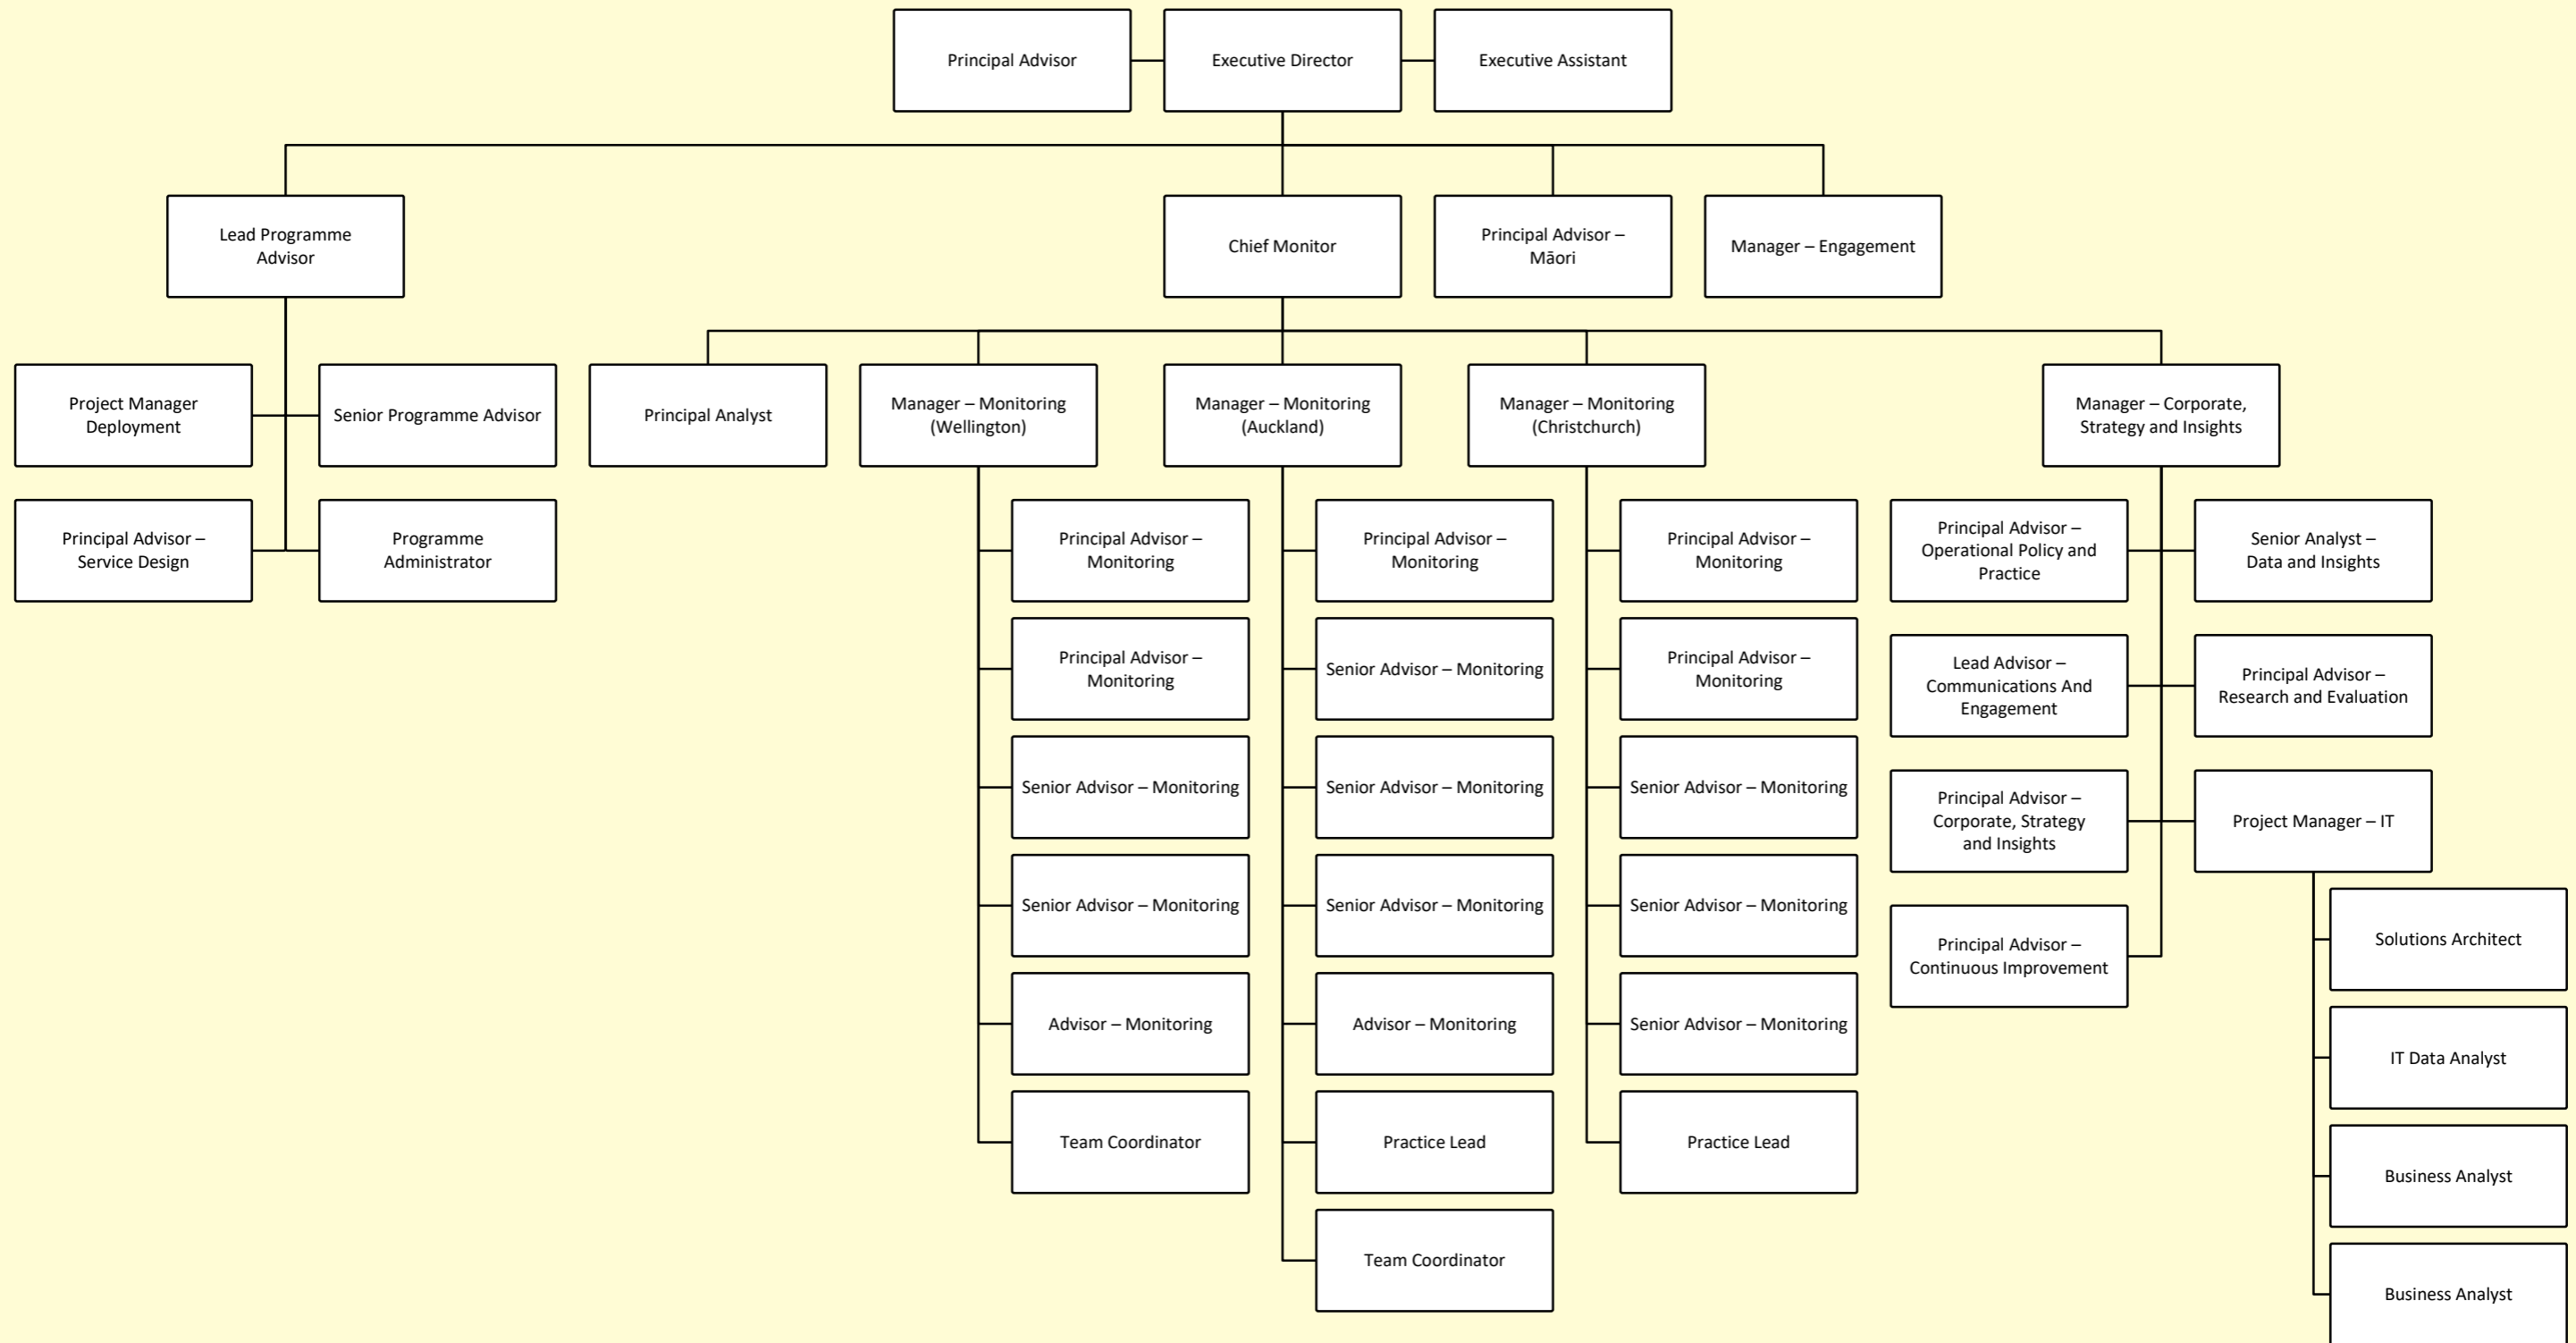 Principal Advisor
Executive Director
Executive Assistant
Lead Programme
Advisor
Chief Monitor
Principal Advisor –
Māori
Manager – Engagement
Project Manager
Deployment
Senior Programme Advisor
Principal Analyst
Manager – Monitoring
(Wellington)
Manager – Monitoring
(Auckland)
Manager – Monitoring
(Christchurch)
Manager – Corporate,
Strategy and Insights
Principal Advisor –
Service Design
Programme
Administrator
Principal Advisor –
Monitoring
Principal Advisor –
Monitoring
Senior Advisor – Monitoring
Senior Advisor – Monitoring
Advisor – Monitoring
Team Coordinator
Principal Advisor –
Monitoring
Senior Advisor – Monitoring
Senior Advisor – Monitoring
Senior Advisor – Monitoring
Advisor – Monitoring
Practice Lead
Team Coordinator
Principal Advisor –
Monitoring
Principal Advisor –
Monitoring
Senior Advisor – Monitoring
Senior Advisor – Monitoring
Senior Advisor – Monitoring
Practice Lead
Principal Advisor –
Operational Policy and
Practice
Senior Analyst –
Data and Insights
Lead Advisor –
Communications And
Engagement
Principal Advisor –
Research and Evaluation
Principal Advisor –
Corporate, Strategy
and Insights
Project Manager – IT
Principal Advisor –
Continuous Improvement
Solutions Architect
IT Data Analyst
Business Analyst
Business Analyst